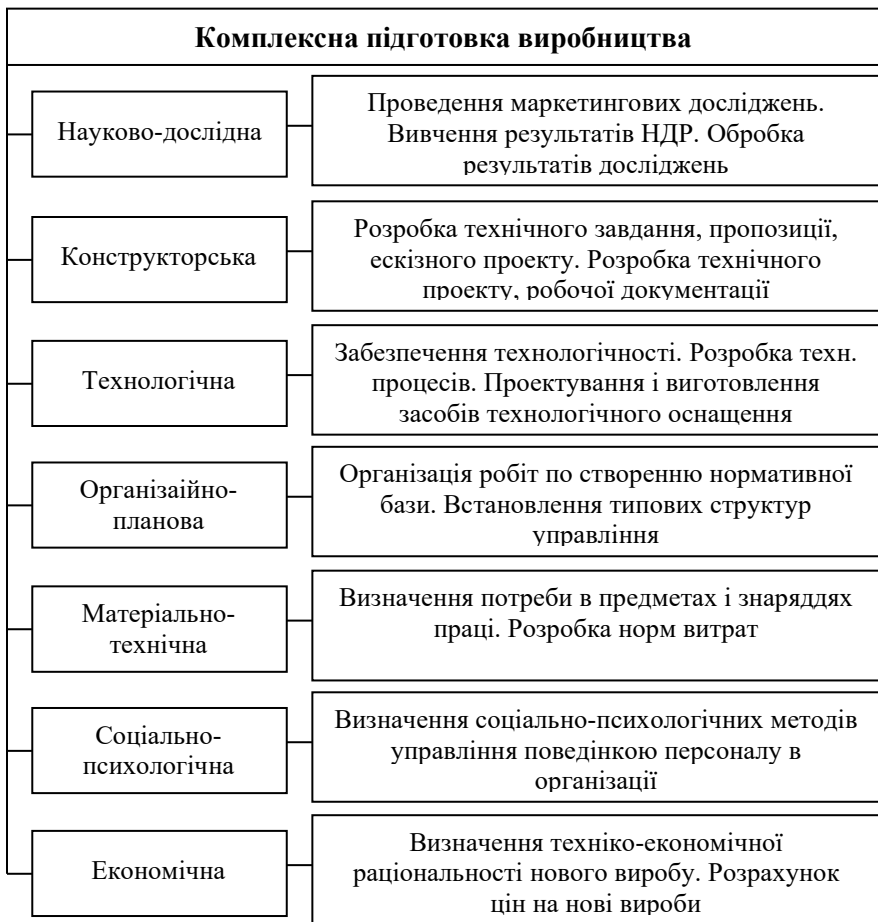 Комплексна підготовка виробництва
Науково-дослідна
Проведення маркетингових досліджень.
Вивчення результатів НДР. Обробка
результатів досліджень
Конструкторська
Розробка технічного завдання, пропозиції,
ескізного проекту. Розробка технічного
проекту, робочої документації
Технологічна
Забезпечення технологічності. Розробка техн.
процесів. Проектування і виготовлення
засобів технологічного оснащення
Організаійно-
планова
Організація робіт по створенню нормативної
бази. Встановлення типових структур
управління
Матеріально-
технічна
Визначення потреби в предметах і знаряддях
праці. Розробка норм витрат
Соціально-
психологічна
Визначення соціально-психологічних методів
управління поведінкою персоналу в
організації
Економічна
Визначення техніко-економічної
раціональності нового виробу. Розрахунок
цін на нові вироби